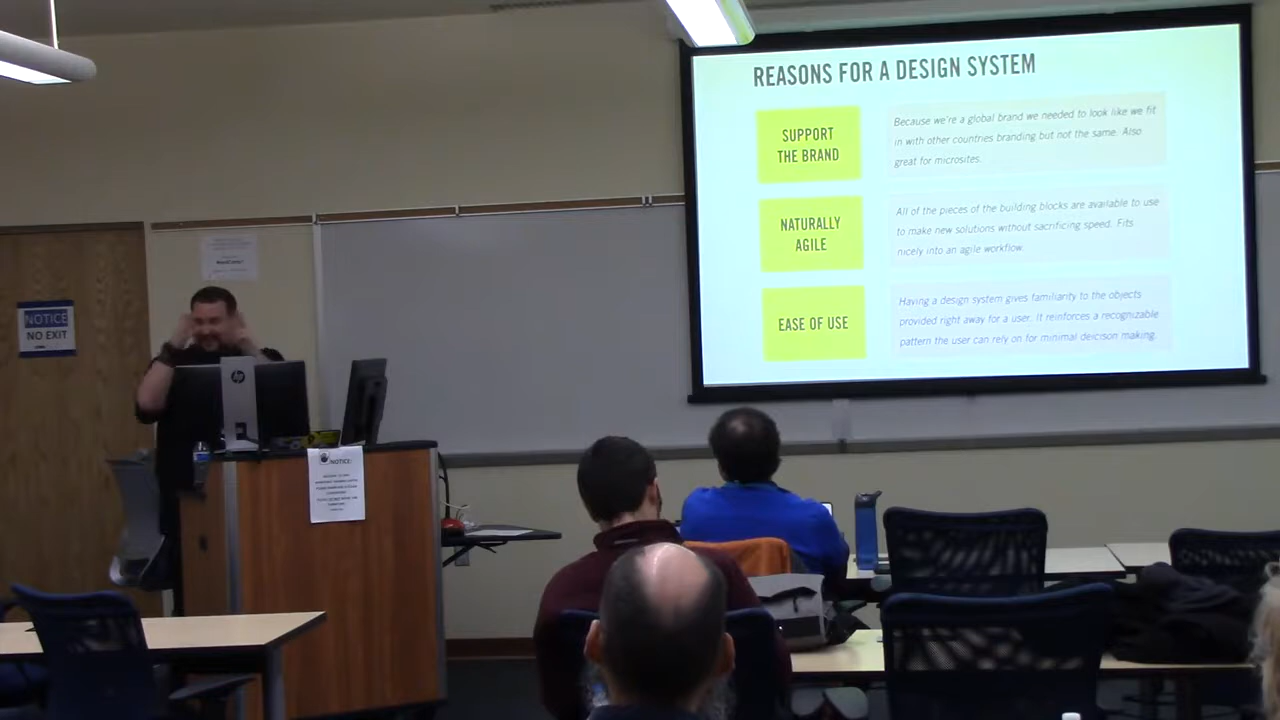 REASONS FOR A DESIGN SYSTEM
SUPPORT
THE BRAND
Because we're a global brand we needed to look like we fit
in with other countries branding but not the same. Also
great for microsites.
NATURALLY
AGILE
All of the pieces of the building blocks are available to use
to make new solutions without sacrificing speed. Fits
nicely into an agile workflow.
EASE OF USE
Having a design system gives familiarity to the objects
provided right away for a user. It reinforces a recognizable
pattern the user can rely on for minimal deicison making.
NOTICE
NO EXIT
hp
NOTICE: